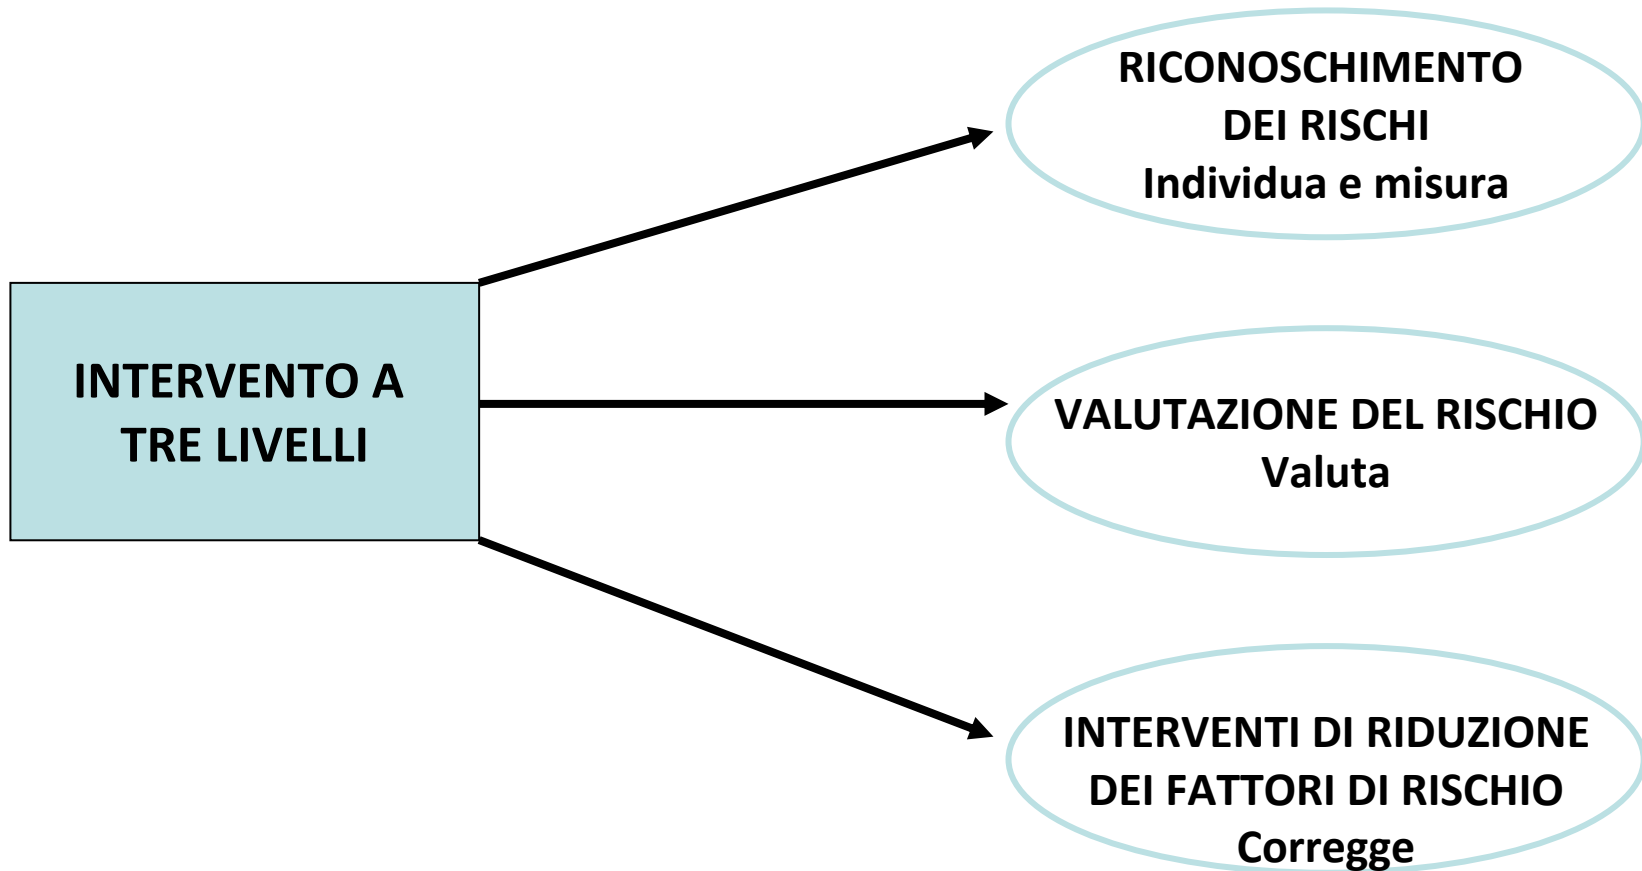 INTERVENTO A
TRE LIVELLI
RICONOSCHIMENTO
DEI RISCHI
Individua e misura
VALUTAZIONE DEL RISCHIO
Valuta
INTERVENTI DI RIDUZIONE
DEI FATTORI DI RISCHIO
Corregge